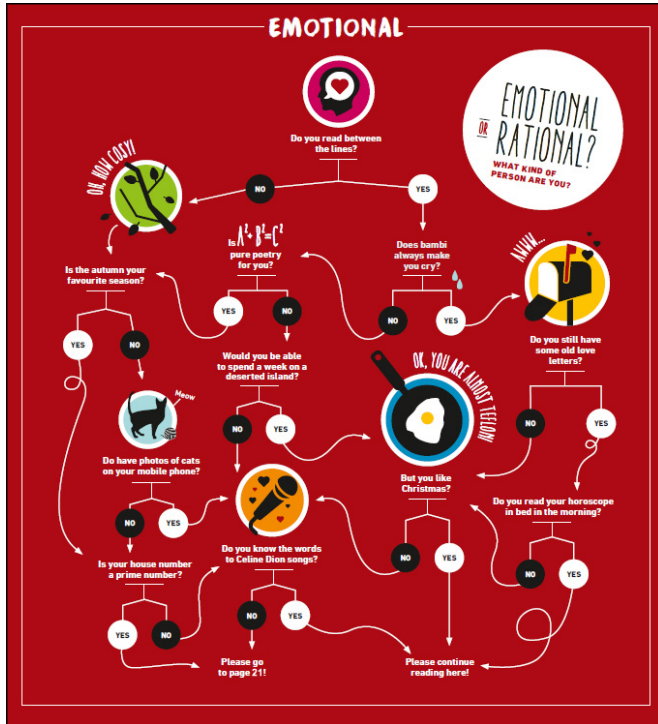 EMOTIONAL
EMOTIONAL
OR
RATIONAL?
WHAT KIND OF
PERSON ARE YOU?
Do you read between
the lines?
NO
YES
OH, HOW COSY!
Is the autumn your
favourite season?
YES
NO
Is A²+B²=C²
pure poetry
for you?
YES
NO
Does bambi
always make
you cry?
NO
YES
AWWW...
Do you still have
some old love
letters?
NO
YES
Would you be able
to spend a week on a
deserted island?
NO
YES
OK, YOU ARE ALMOST TEFLON!
But you like
Christmas?
NO
YES
Meow
Do have photos of cats
on your mobile phone?
NO
YES
Do you read your horoscope
in bed in the morning?
NO
YES
Do you know the words
to Celine Dion songs?
NO
YES
Is your house number
a prime number?
YES
NO
Please go
to page 21!
Please continue
reading here!